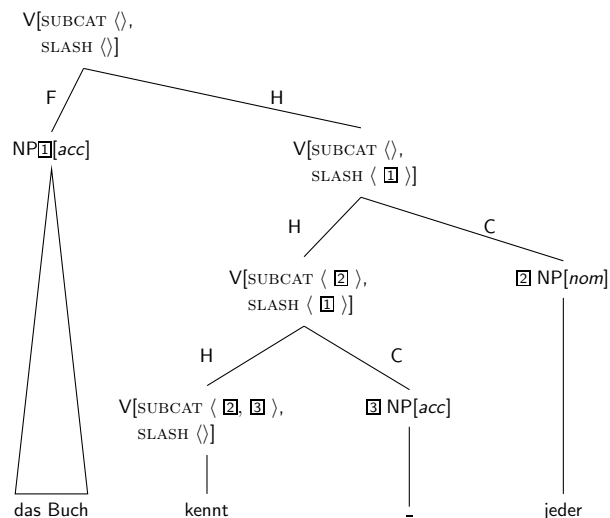 V[SUBCAT ⟨⟩,
SLASH ⟨⟩]
F
H
NP1[acc]
V[SUBCAT ⟨⟩,
SLASH ⟨ 1 ⟩]
H
C
V[SUBCAT ⟨ 2 ⟩,
SLASH ⟨ 1 ⟩]
2 NP[nom]
H
C
V[SUBCAT ⟨ 2, 3 ⟩,
SLASH ⟨⟩]
3 NP[acc]
das Buch kennt _ jeder